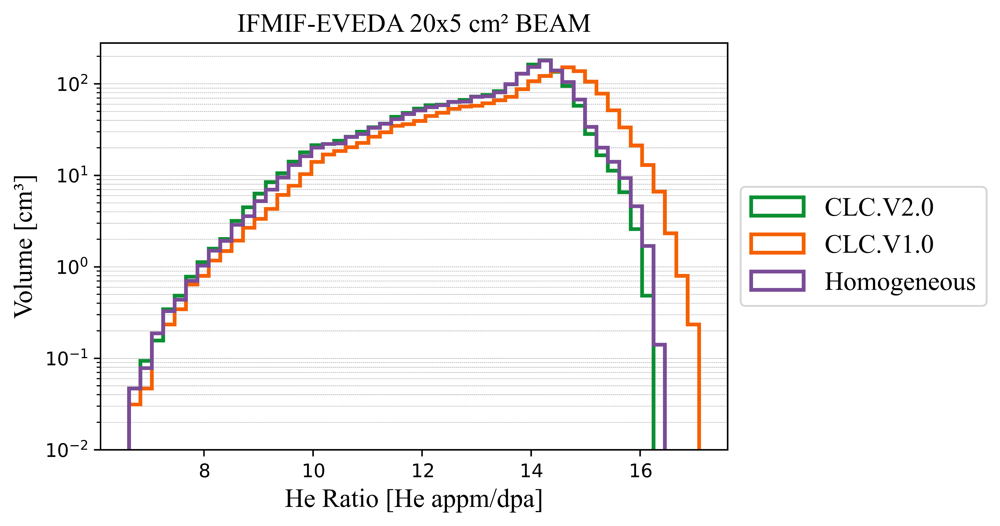 IFMIF-EVEDA 20x5 cm² BEAM
Volume [cm³]
10²
10¹
10⁰
10⁻¹
10⁻²
8 10 12 14 16
He Ratio [He appm/dpa]
CLC.V2.0
CLC.V1.0
Homogeneous